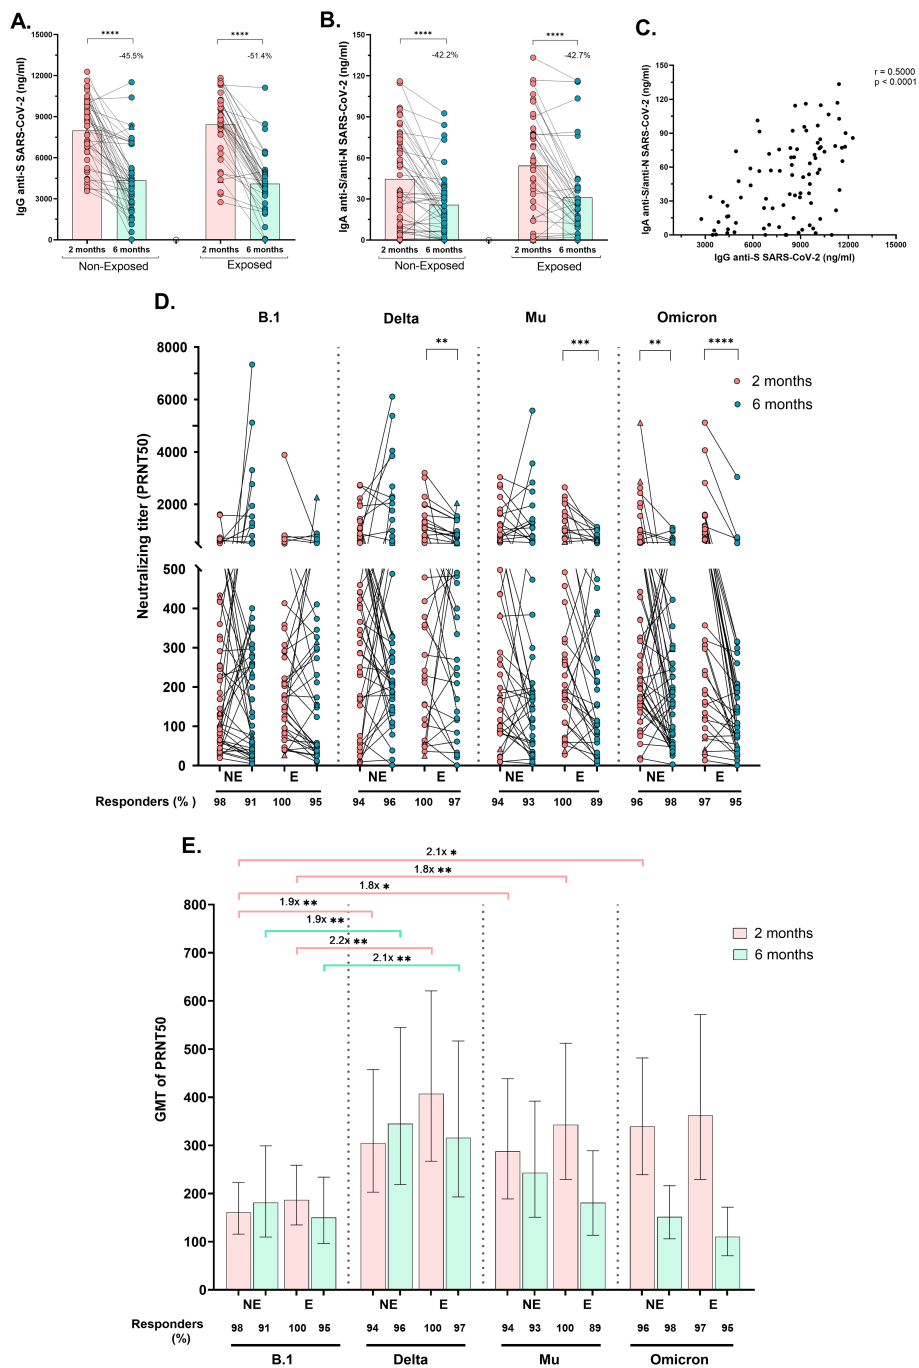 A.
15000
12000
9000
6000
3000
0
IgG anti-S SARS-CoV-2 (ng/ml)
****
-45.5%
****
-51.4%
2 months 6 months 2 months 6 months
Non-Exposed Exposed
B.
150
120
90
60
30
0
IgA anti-S/anti-N SARS-CoV-2 (ng/ml)
****
-42.2%
****
-42.7%
2 months 6 months 2 months 6 months
Non-Exposed Exposed
C.
r = 0.5000
p < 0.0001
150
120
90
60
30
0
IgA anti-S/anti-N SARS-CoV-2 (ng/ml)
3000 6000 9000 12000 15000
IgG anti-S SARS-CoV-2 (ng/ml)
D.
B.1 Delta Mu Omicron
** *** ** ****
2 months
6 months
8000
6000
4000
2000
500
400
300
200
100
0
Neutralizing titer (PRNT50)
NE E NE E NE E NE E
Responders (% ) 98 91 100 95 94 96 100 97 94 93 100 89 96 98 97 95
E.
2.1x *
1.8x **
1.8x *
1.9x **
1.9x **
2.2x **
2.1x **
2 months
6 months
800
700
600
500
400
300
200
100
0
GMT of PRNT50
NE E NE E NE E NE E
Responders
(%)
98 91 100 95 94 96 100 97 94 93 100 89 96 98 97 95
B.1 Delta Mu Omicron